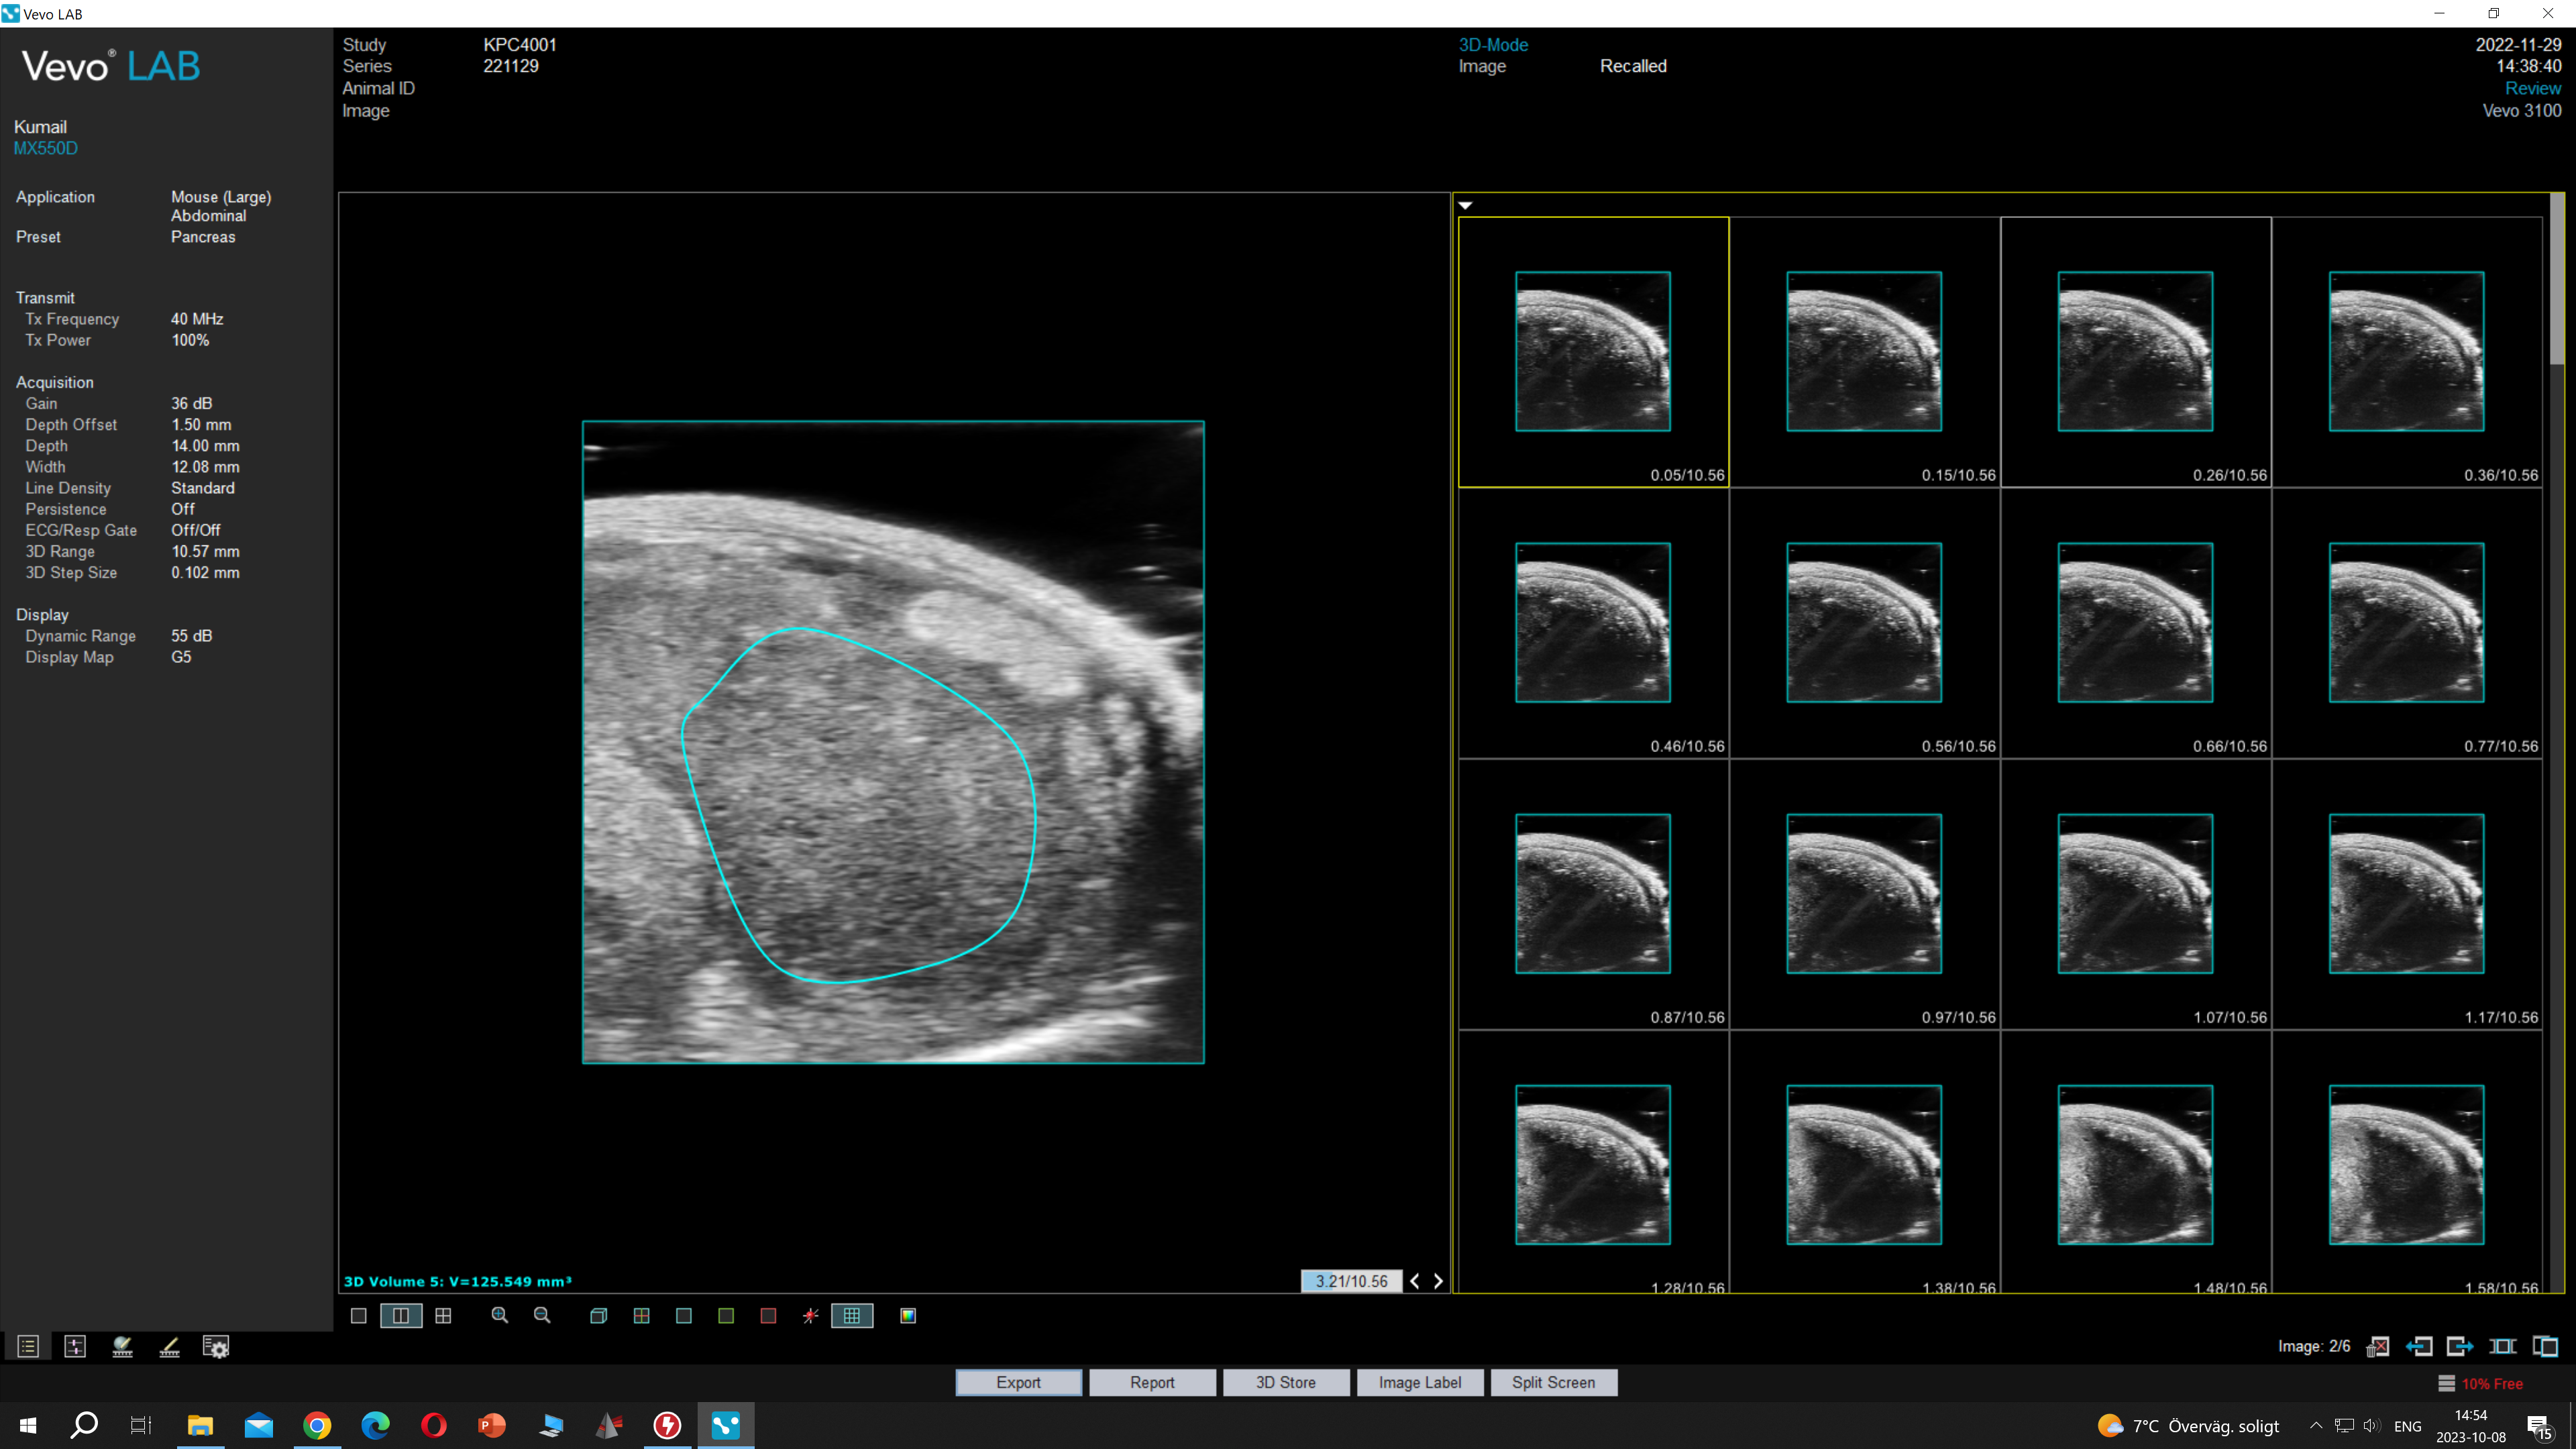 Vevo LAB
Vevo® LAB
Kumail
MX550D
Application Mouse (Large)
Abdominal
Preset Pancreas
Transmit
Tx Frequency 40 MHz
Tx Power 100%
Acquisition
Gain 36 dB
Depth Offset 1.50 mm
Depth 14.00 mm
Width 12.08 mm
Line Density Standard
Persistence Off
ECG/Resp Gate Off/Off
3D Range 10.57 mm
3D Step Size 0.102 mm
Display
Dynamic Range 55 dB
Display Map G5
Study KPC4001
Series 221129
Animal ID
Image
3D-Mode
Image Recalled
2022-11-29
14:38:40
Review
Vevo 3100
0.05/10.56 0.15/10.56 0.26/10.56 0.36/10.56
0.46/10.56 0.56/10.56 0.66/10.56 0.77/10.56
0.87/10.56 0.97/10.56 1.07/10.56 1.17/10.56
1.28/10.56 1.38/10.56 1.48/10.56 1.58/10.56
3D Volume 5: V=125.549 mm³
3.21/10.56
Image: 2/6
Export Report 3D Store Image Label Split Screen
10% Free
7°C Överväg. soligt
ENG
14:54
2023-10-08
15